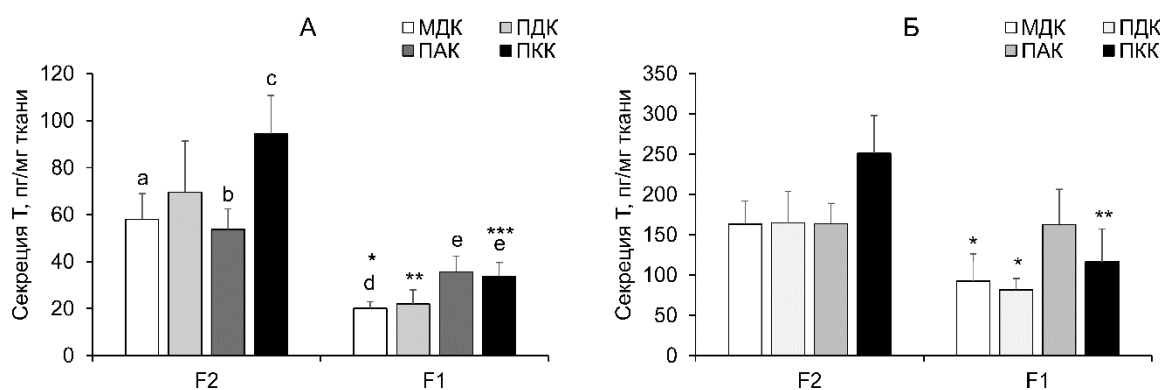 А
МДК ПДК
ПАК ПКК
Секреция Т, пг/мг ткани
120
100
80
60
40
20
0
a
b
c
*
d
**
e
***
e
F2 F1
Б
МДК ПДК
ПАК ПКК
Секреция Т, пг/мг ткани
350
300
250
200
150
100
50
0
*
*
**
F2 F1